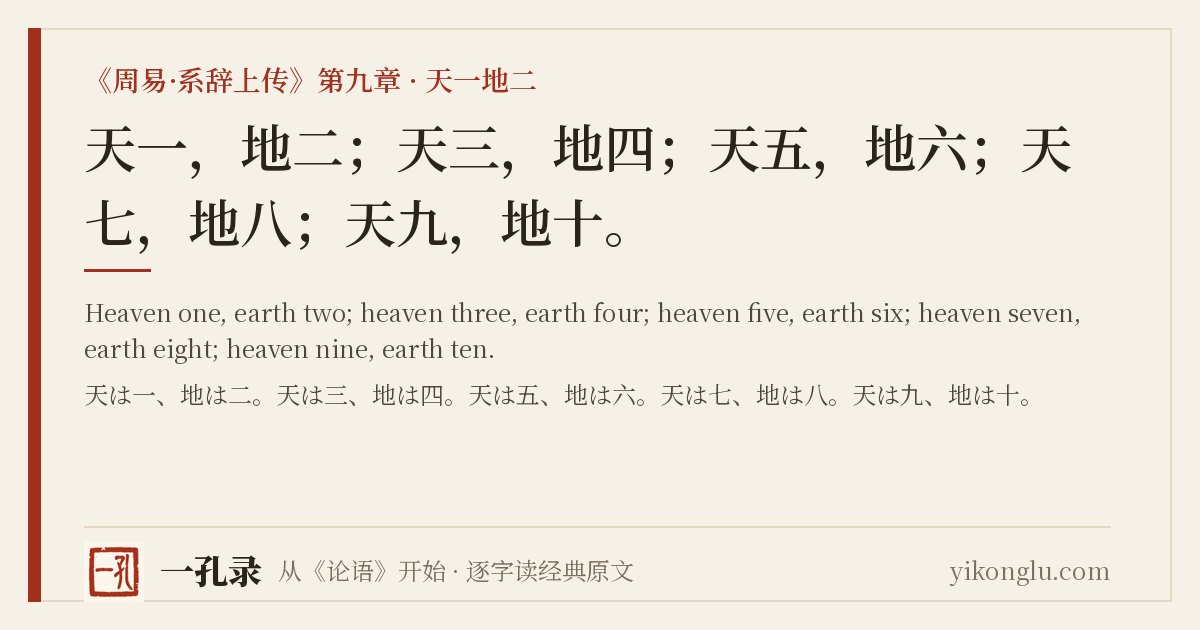 《周易·系辞上传》第九章 · 天一地二
天一，地二；天三，地四；天五，地六；天
七，地八；天九，地十。
Heaven one, earth two; heaven three, earth four; heaven five, earth six; heaven seven,
earth eight; heaven nine, earth ten.
天は一、地は二。天は三、地は四。天は五、地は六。天は七、地は八。天は九、地は十。
一孔
一孔录 从《论语》开始 · 逐字读经典原文 yikonglu.com